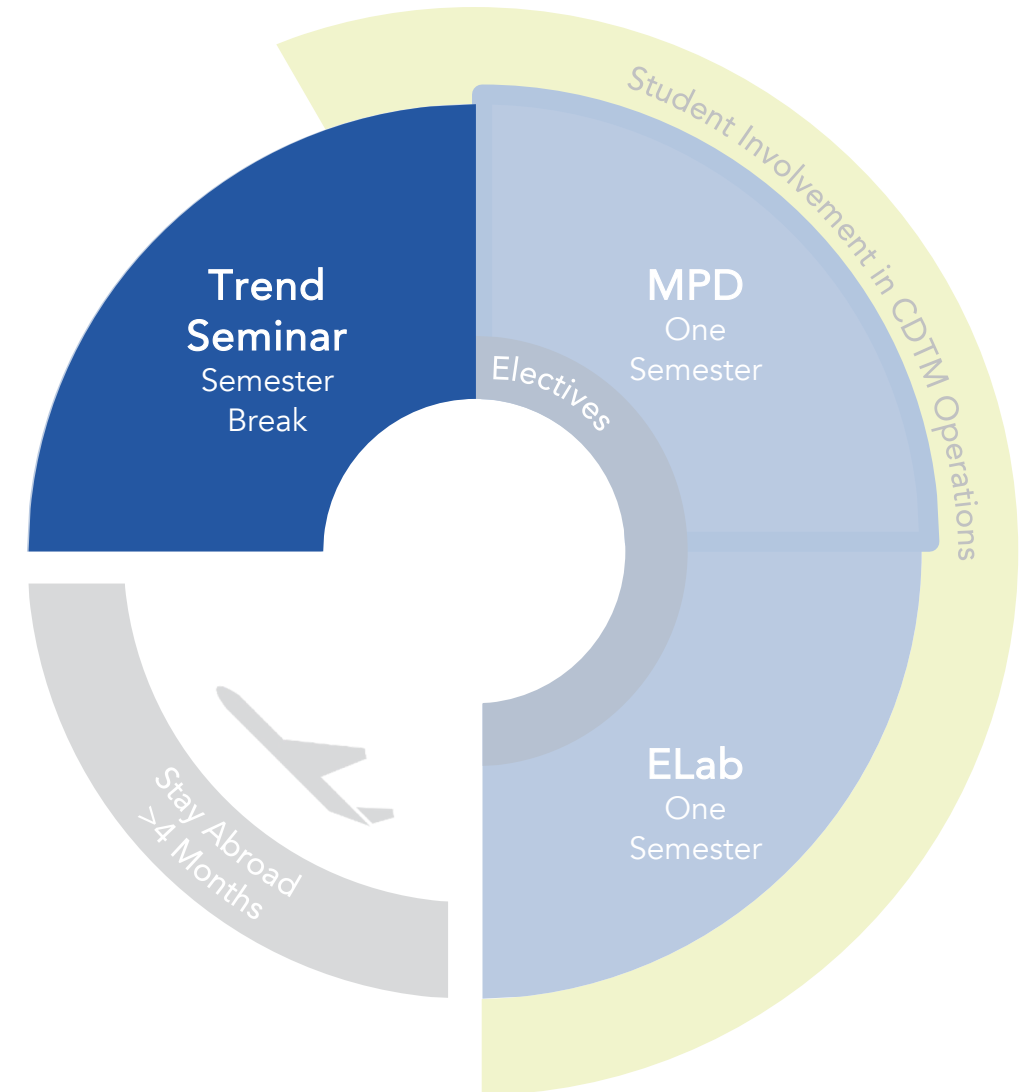 Student Involvement in CDTM Operations
Trend
Seminar
Semester
Break
MPD
One
Semester
Electives
ELab
One
Semester
Stay Abroad
>4 Months